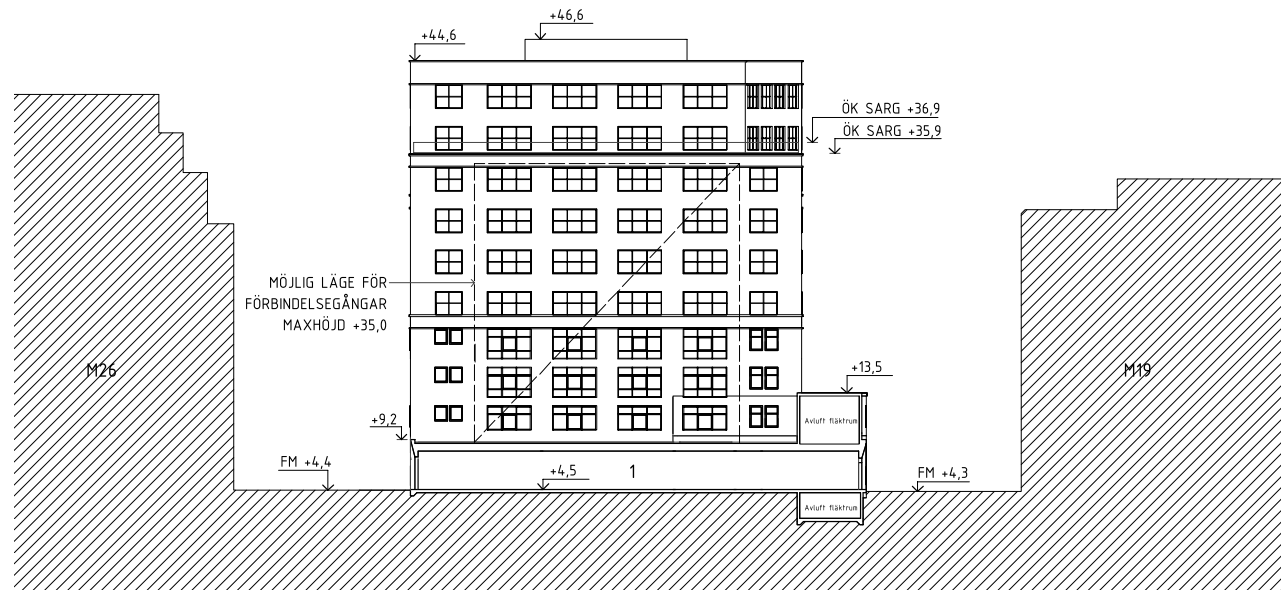 +46,6
+44,6
ÖK SARG +36,9
ÖK SARG +35,9
MÖJLIG LÄGE FÖR
FÖRBINDELSEGÅNGAR
MAXHÖJD +35,0
M26
M19
+13,5
Avluft fläktrum
+9,2
FM +4,4
+4,5
1
FM +4,3
Avluft fläktrum